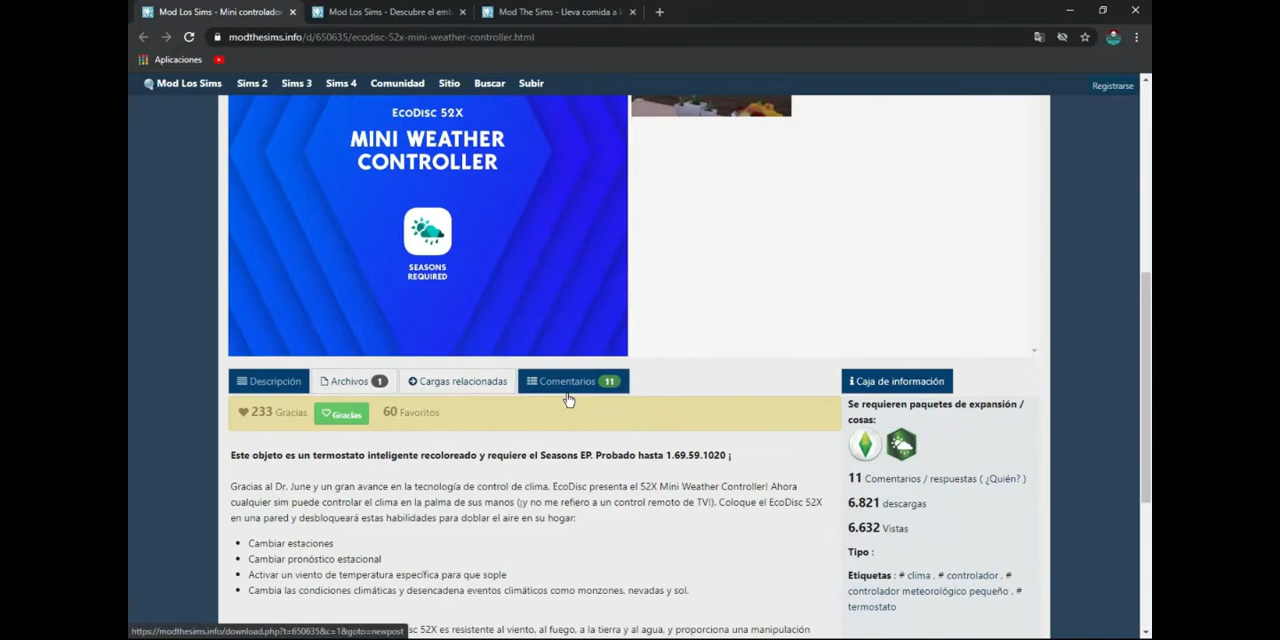 Mod Los Sims - Mini controlador
Mod Los Sims - Descubre el emb
Mod The Sims - Lleva comida a l
modthesims.info/d/650635/ecodisc-52x-mini-weather-controller.html
Aplicaciones
Mod Los Sims Sims 2 Sims 3 Sims 4 Comunidad Sitio Buscar Subir
Registrarse
ECODISC 52X
MINI WEATHER
CONTROLLER
SEASONS
REQUIRED
Descripción Archivos 1 Cargas relacionadas Comentarios 11
233 Gracias Gracias 60 Favoritos
Este objeto es un termostato inteligente recoloreado y requiere el Seasons EP. Probado hasta 1.69.59.1020 ¡
Gracias al Dr. June y un gran avance en la tecnología de control de clima, EcoDisc presenta el 52X Mini Weather Controller! Ahora
cualquier sim puede controlar el clima en la palma de sus manos (¡y no me refiero a un control remoto de TV!). Coloque el EcoDisc 52X
en una pared y desbloqueará estas habilidades para doblar el aire en su hogar:
Cambiar estaciones
Cambiar pronóstico estacional
Activar un viento de temperatura específica para que sople
Cambia las condiciones climáticas y desencadena eventos climáticos como monzones, nevadas y sol.
52X es resistente al viento, al fuego, a la tierra y al agua, y proporciona una manipulación
Caja de información
Se requieren paquetes de expansión /
cosas:
11 Comentarios / respuestas ( ¿Quién? )
6.821 descargas
6.632 Vistas
Tipo :
Etiquetas : # clima , # controlador , #
controlador meteorológico pequeño , #
termostato
https://modthesims.info/download.php?t=650635&c=1&goto=newpost